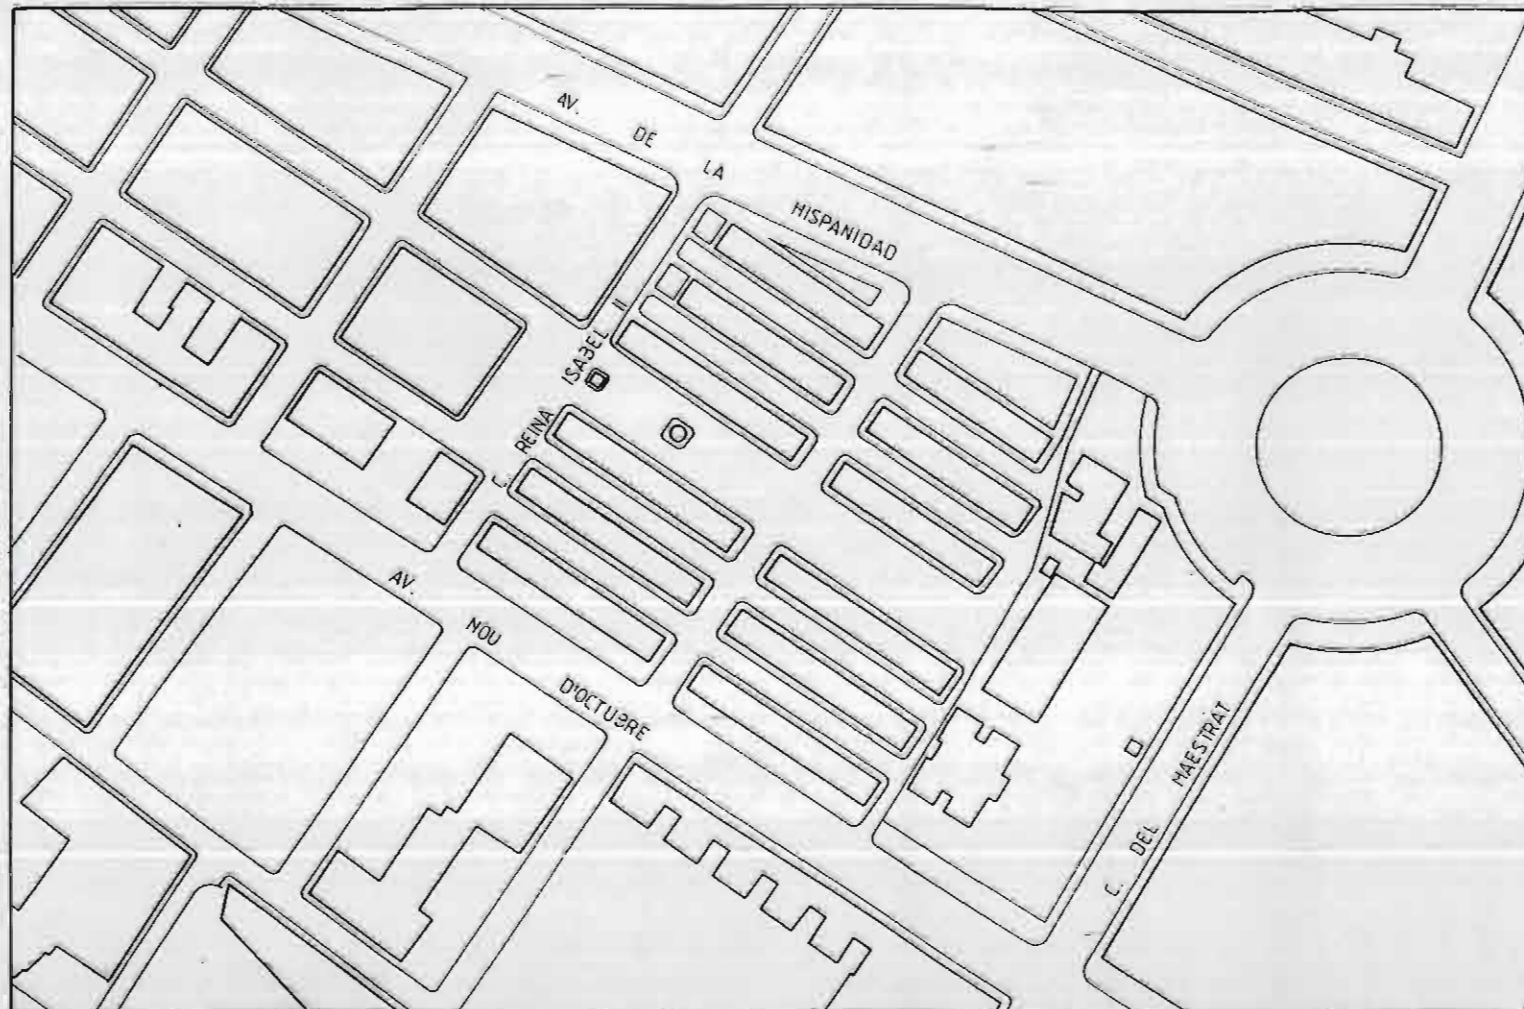 AV. DE LA HISPANIDAD
C. REINA ISABEL II
AV. NOU D'OCTUBRE
C. DEL MAESTRAT